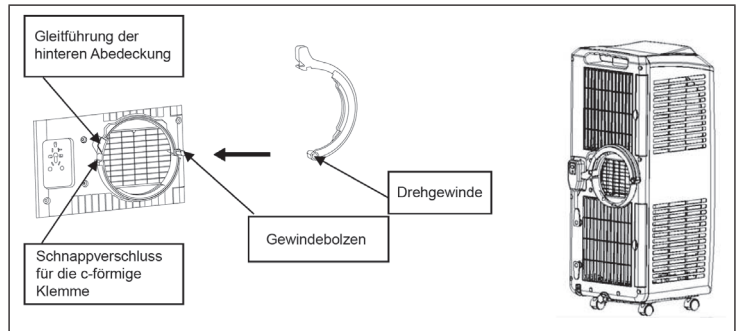 Gleitführung der
hinteren Abedeckung
Drehgewinde
Gewindebolzen
Schnappverschluss
für die c-förmige
Klemme